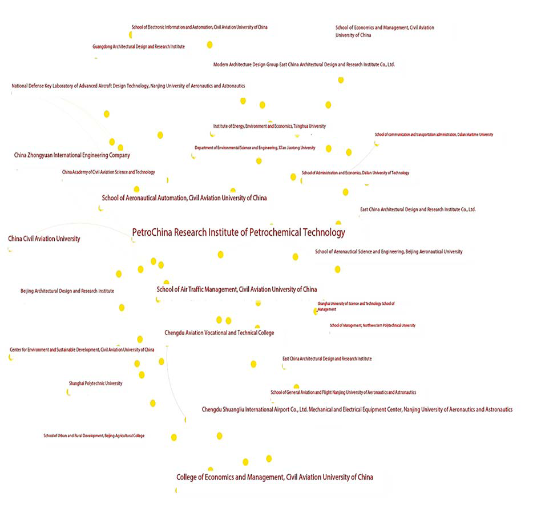 School of Electronic Information and Automation, Civil Aviation University of China
School of Economics and Management, Civil Aviation
University of China
Guangdong Architectural Design and Research Institute
Modern Architecture Design Group East China Architectural Design and Research Institute Co., Ltd.
National Defense Key Laboratory of Advanced Aircraft Design Technology, Nanjing University of Aeronautics and Astronautics
Institute of Energy, Environment and Economics, Tsinghua University
School of communication and transportation administration, Dalian Maritime University
Department of Environmental Science and Engineering, Xi'an Jiaotong University
China Zhongyuan International Engineering Company
China Academy of Civil Aviation Science and Technology
School of Administration and Economics, Dalian University of Technology
School of Aeronautical Automation, Civil Aviation University of China
East China Architectural Design and Research Institute Co., Ltd.
PetroChina Research Institute of Petrochemical Technology
China Civil Aviation University
School of Aeronautical Science and Engineering, Beijing Aeronautical University
Beijing Architectural Design and Research Institute
School of Air Traffic Management, Civil Aviation University of China
Shanghai University of Science and Technology School of
Management
School of Management, Northwestern Polytechnical University
Chengdu Aviation Vocational and Technical College
Center for Environment and Sustainable Development, Civil Aviation University of China
East China Architectural Design and Research Institute
Shanghai Polytechnic University
School of General Aviation and Flight Nanjing University of Aeronautics and Astronautics
Chengdu Shuangliu International Airport Co., Ltd. Mechanical and Electrical Equipment Center, Nanjing University of Aeronautics and Astronautics
School of Urban and Rural Development, Beijing Agricultural College
College of Economics and Management, Civil Aviation University of China